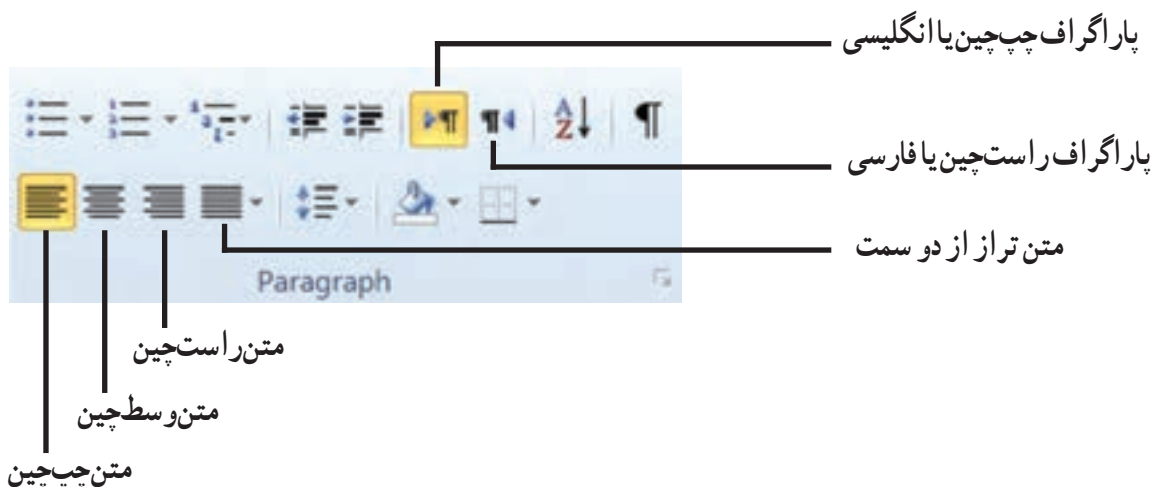 پاراگراف چپ‌چین یا انگلیسی
پاراگراف راست‌چین یا فارسی
متن تراز از دو سمت
Paragraph
متن راست‌چین
متن وسط‌چین
متن چپ‌چین